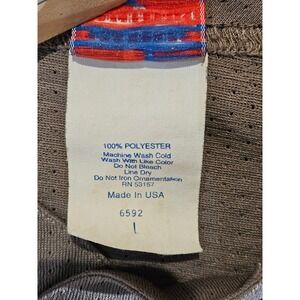 100% POLYESTER
Machine Wash Cold
Wash With Like Color
Do Not Bleach
Line Dry
Do Not Iron Ornamentation
RN 53157
Made In USA
6592
L